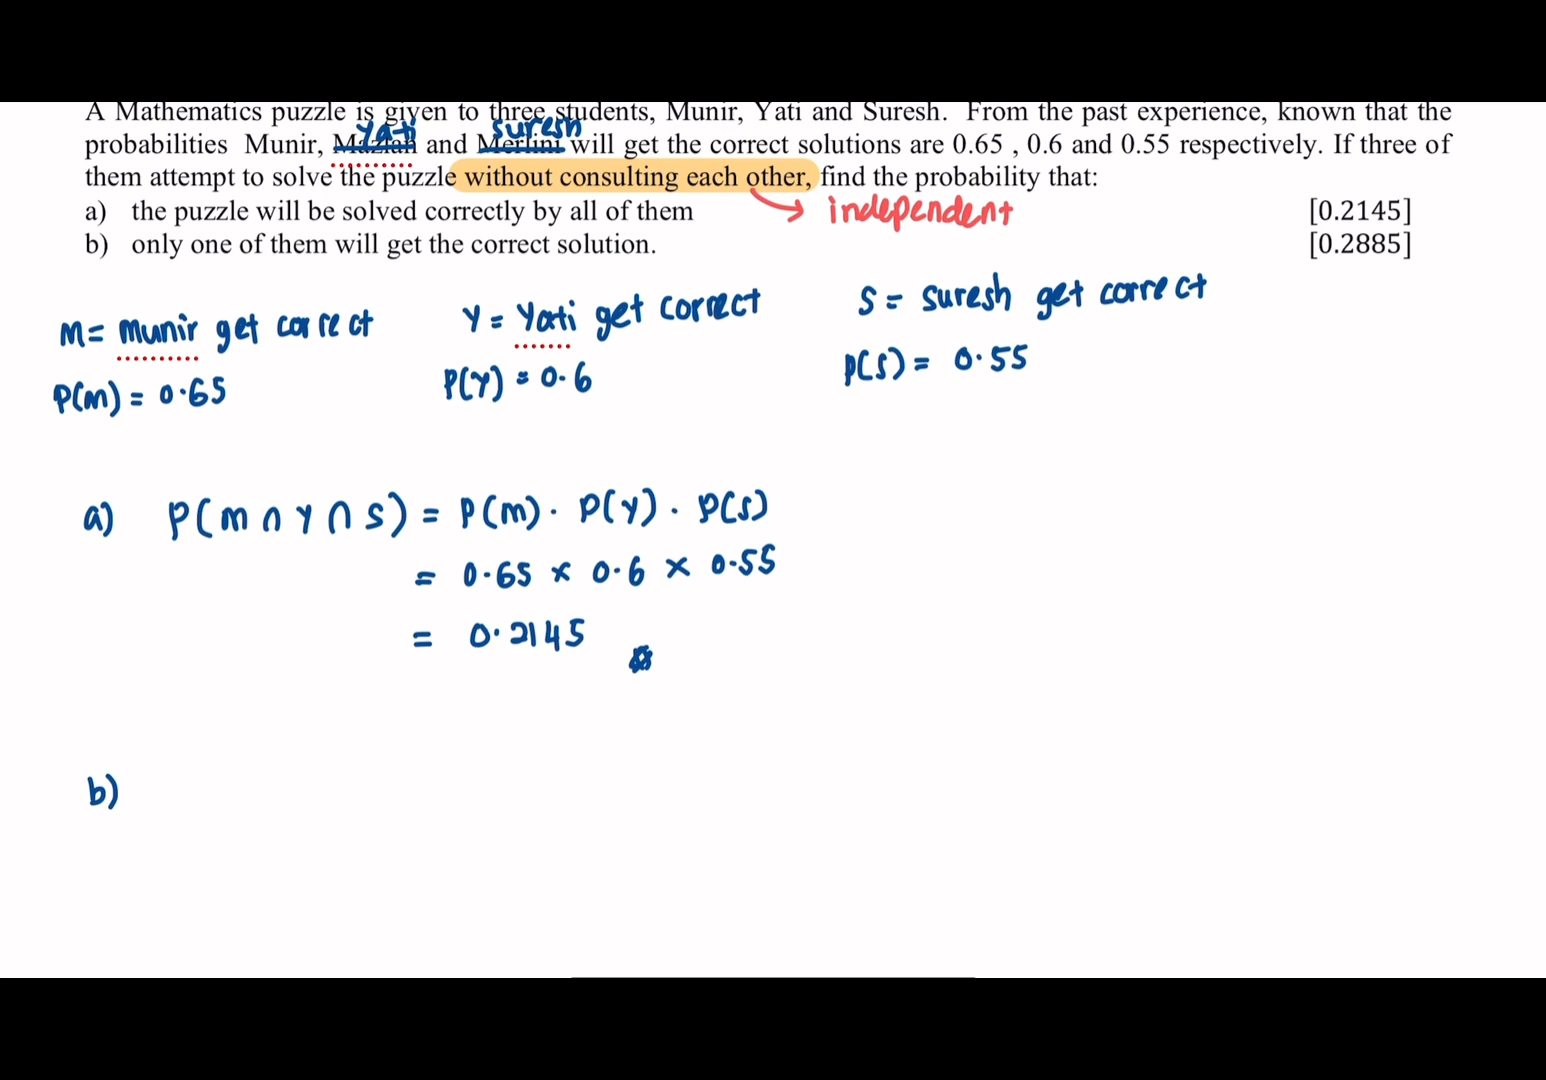 A Mathematics puzzle is given to three students, Munir, Yati and Suresh. From the past experience, known that the
Yati suresh
probabilities Munir, Maziah and Merlini will get the correct solutions are 0.65 , 0.6 and 0.55 respectively. If three of
them attempt to solve the puzzle without consulting each other, find the probability that:
a) the puzzle will be solved correctly by all of them → independent [0.2145]
b) only one of them will get the correct solution. [0.2885]
M = Munir get correct Y = Yati get correct S = Suresh get correct
P(M) = 0.65 P(Y) = 0.6 P(S) = 0.55
a) P(M ∩ Y ∩ S) = P(M) · P(Y) · P(S)
= 0.65 × 0.6 × 0.55
= 0.2145
b)